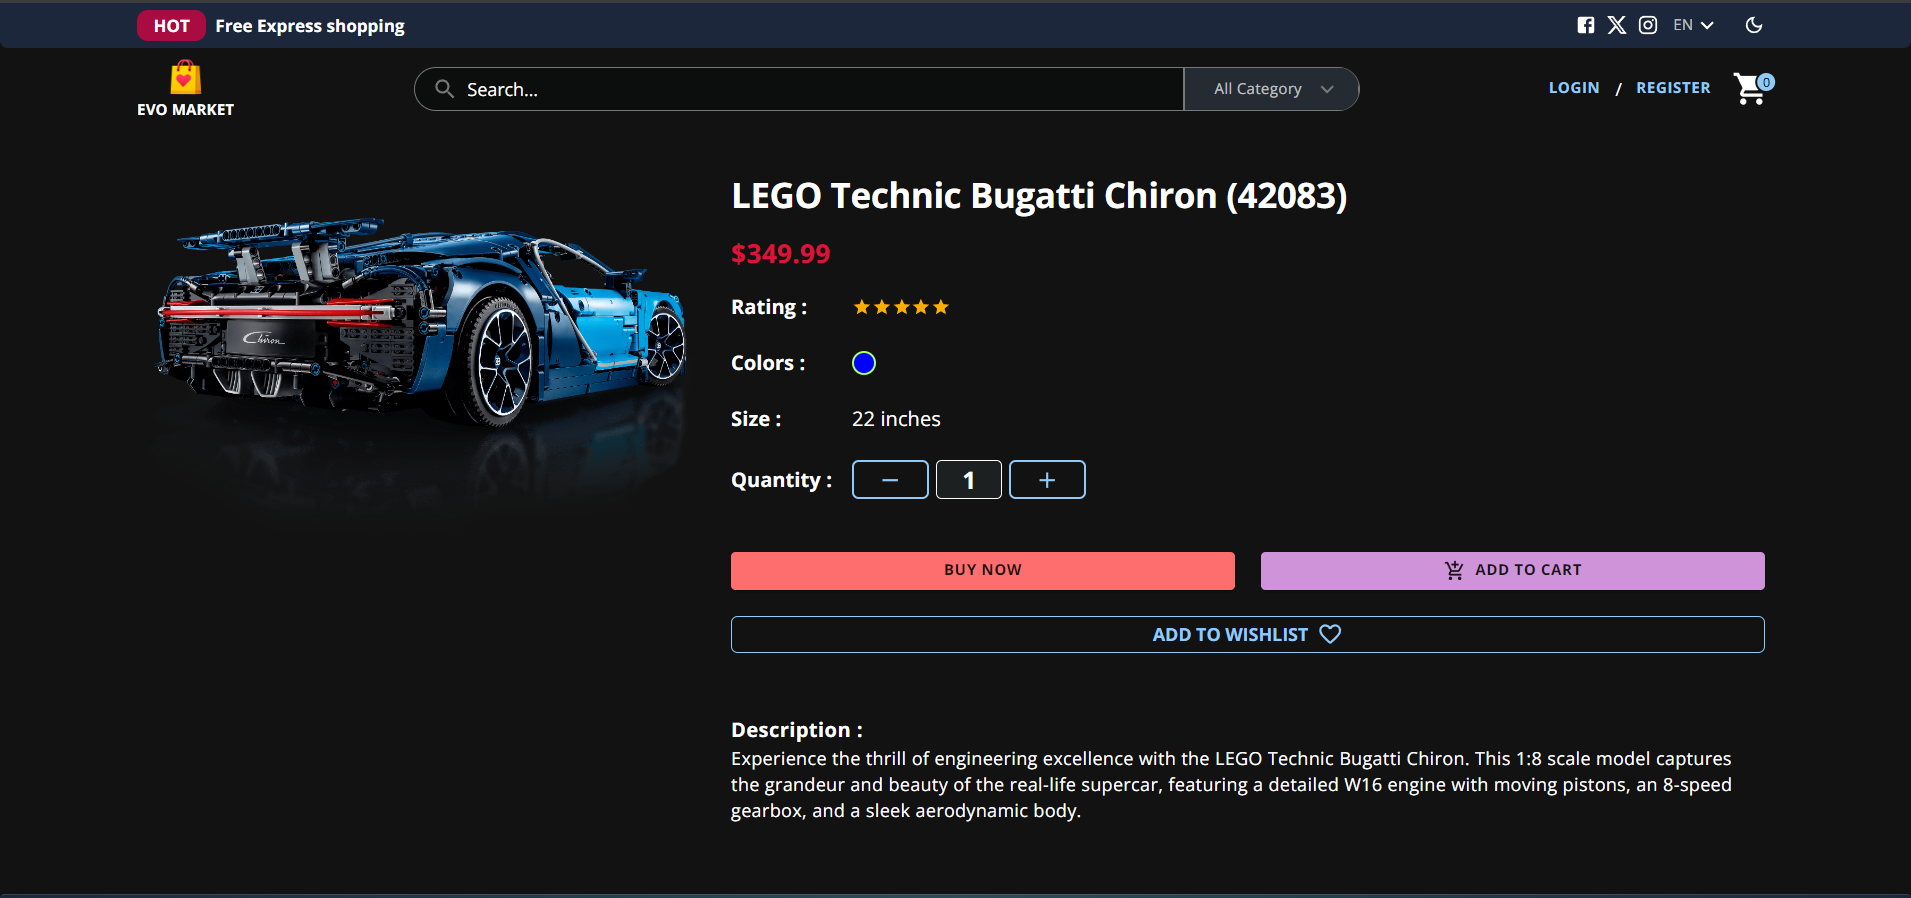 HOT Free Express shopping EN
EVO MARKET
Search... All Category
LOGIN / REGISTER 0
LEGO Technic Bugatti Chiron (42083)
$349.99
Rating :
Colors :
Size : 22 inches
Quantity : − 1 +
Chiron
BUY NOW ADD TO CART
ADD TO WISHLIST
Description :
Experience the thrill of engineering excellence with the LEGO Technic Bugatti Chiron. This 1:8 scale model captures
the grandeur and beauty of the real-life supercar, featuring a detailed W16 engine with moving pistons, an 8-speed
gearbox, and a sleek aerodynamic body.